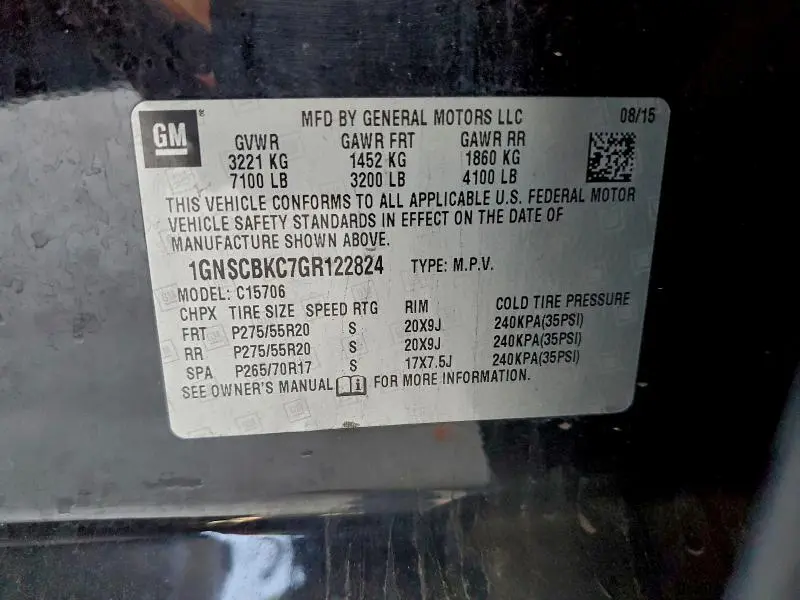 GM
MFD BY GENERAL MOTORS LLC 08/15
GVWR GAWR FRT GAWR RR
3221 KG 1452 KG 1860 KG
7100 LB 3200 LB 4100 LB
THIS VEHICLE CONFORMS TO ALL APPLICABLE U.S. FEDERAL MOTOR
VEHICLE SAFETY STANDARDS IN EFFECT ON THE DATE OF
MANUFACTURE SHOWN ABOVE.
1GNSCBKC7GR122824 TYPE: M.P.V.
MODEL: C15706
CHPX TIRE SIZE SPEED RTG RIM COLD TIRE PRESSURE
FRT P275/55R20 S 20X9J 240KPA(35PSI)
RR P275/55R20 S 20X9J 240KPA(35PSI)
SPA P265/70R17 S 17X7.5J 240KPA(35PSI)
SEE OWNER'S MANUAL i FOR MORE INFORMATION.